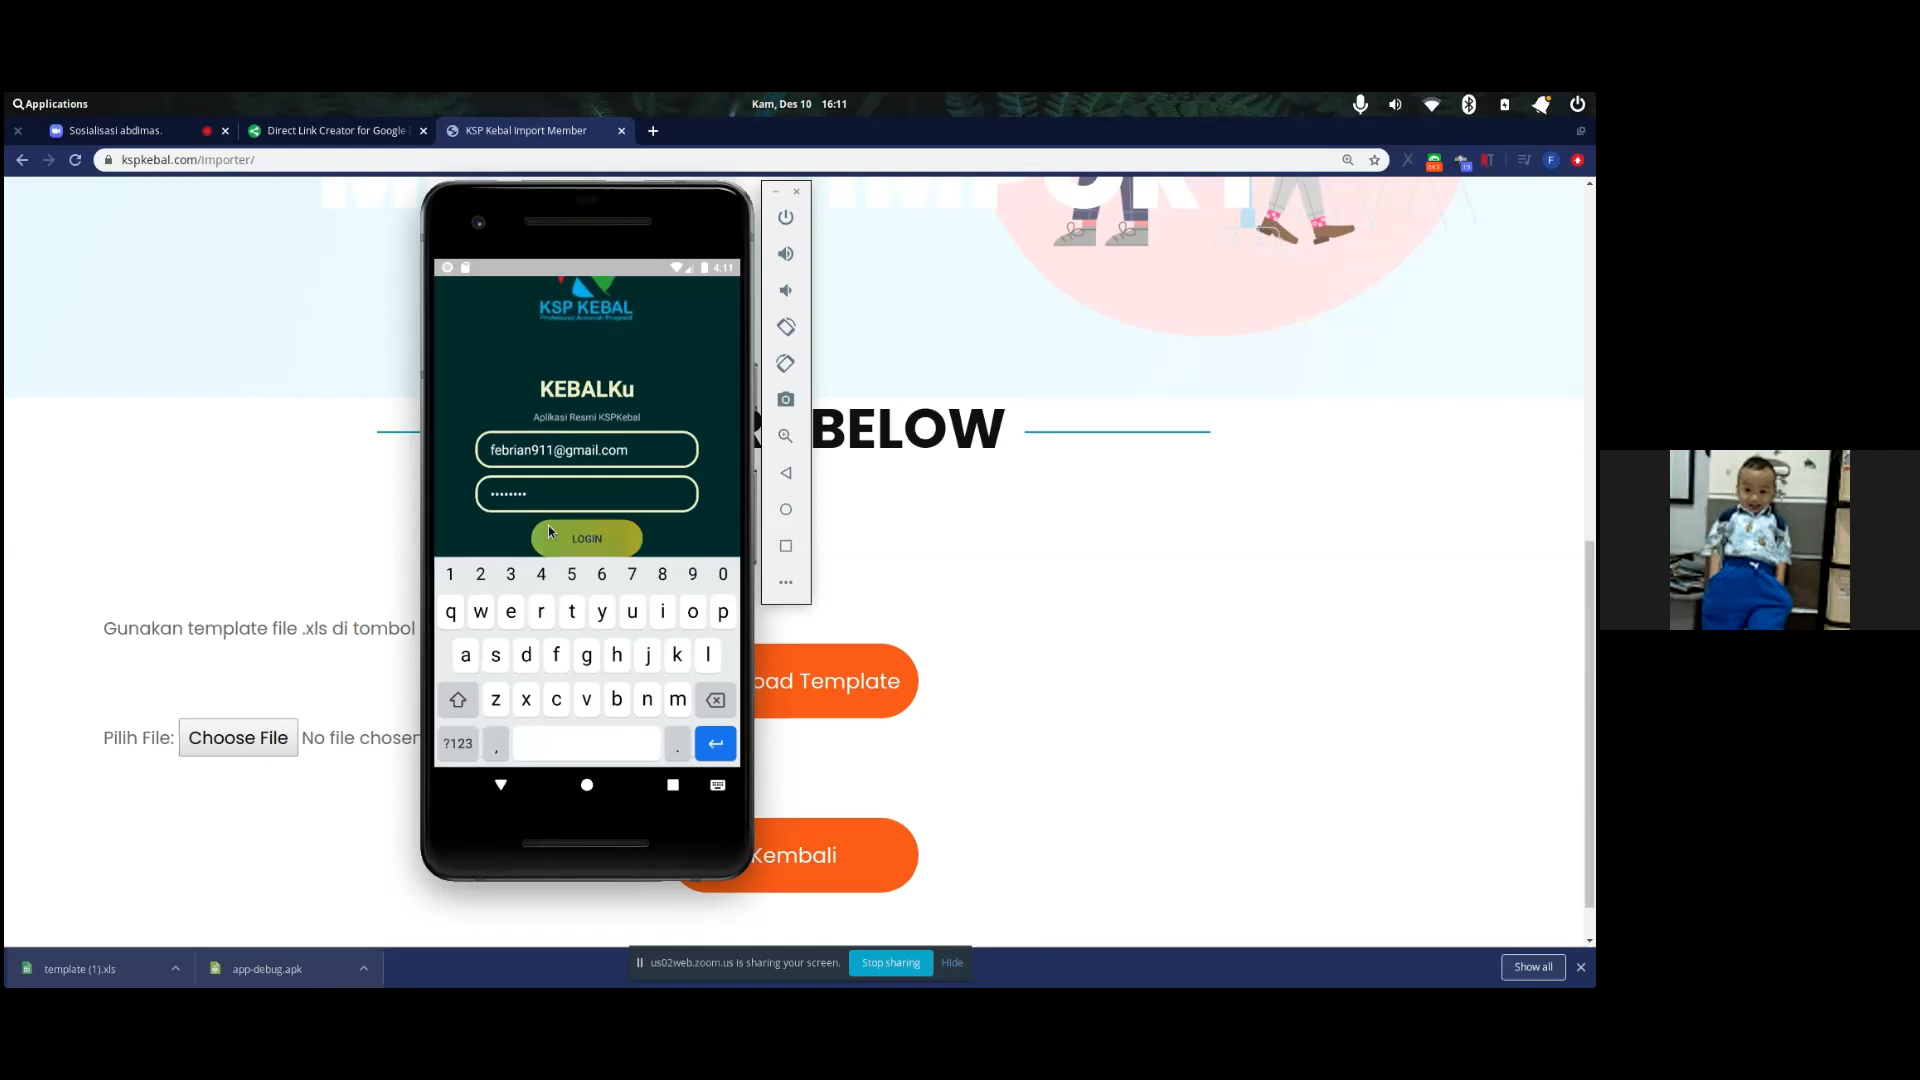 Applications
Kam, Des 10 16:11
Sosialisasi abdimas.
Direct Link Creator for Google
KSP Kebal Import Member
kspkebal.com/importer/
4:11
KSP KEBAL
KEBALKu
Aplikasi Resmi KSPKebal
febrian911@gmail.com
••••••••
LOGIN
1 2 3 4 5 6 7 8 9 0
q w e r t y u i o p
a s d f g h j k l
z x c v b n m
?123 , .
BELOW
Gunakan template file .xls di tombol
oad Template
Pilih File: Choose File No file chosen
Kembali
template (1).xls
app-debug.apk
us02web.zoom.us is sharing your screen.
Stop sharing
Hide
Show all